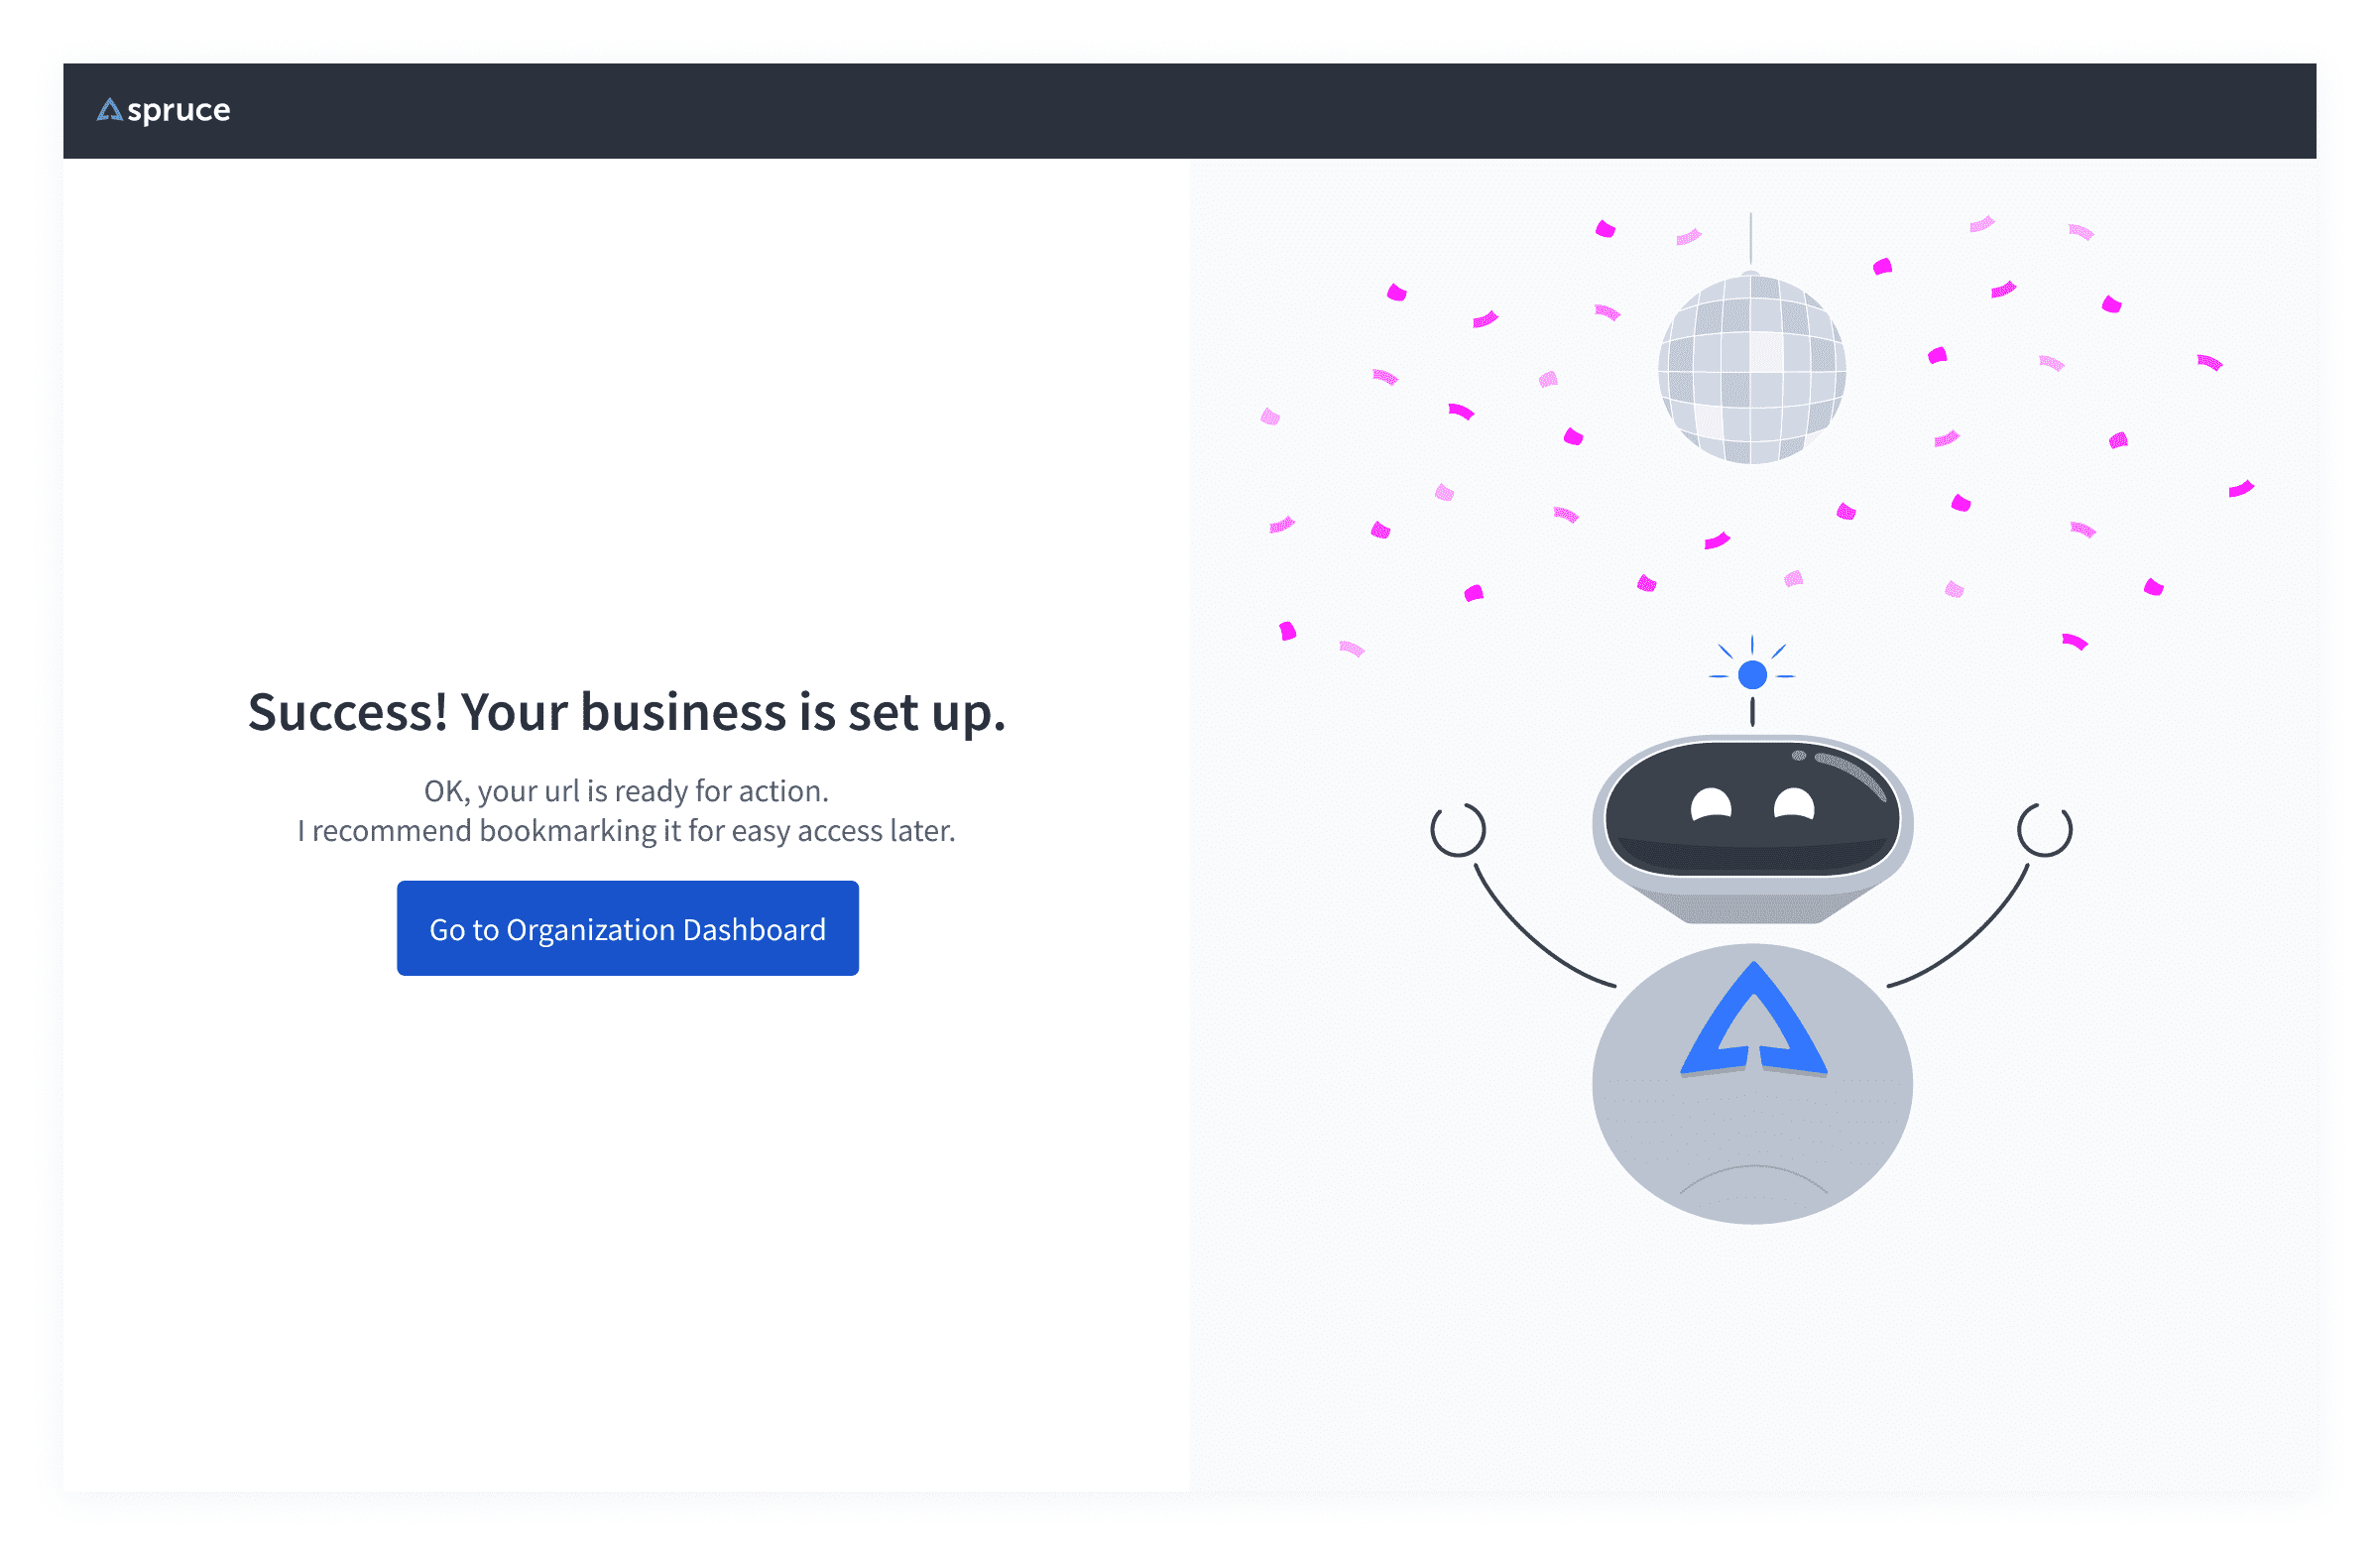 spruce
Success! Your business is set up.
OK, your url is ready for action.
I recommend bookmarking it for easy access later.
Go to Organization Dashboard